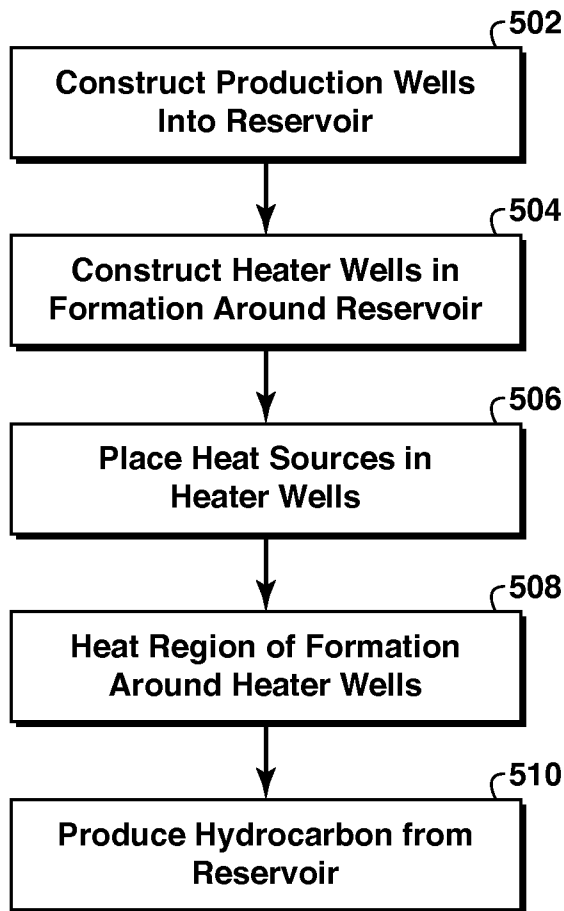 502
Construct Production Wells
Into Reservoir
504
Construct Heater Wells in
Formation Around Reservoir
506
Place Heat Sources in
Heater Wells
508
Heat Region of Formation
Around Heater Wells
510
Produce Hydrocarbon from
Reservoir